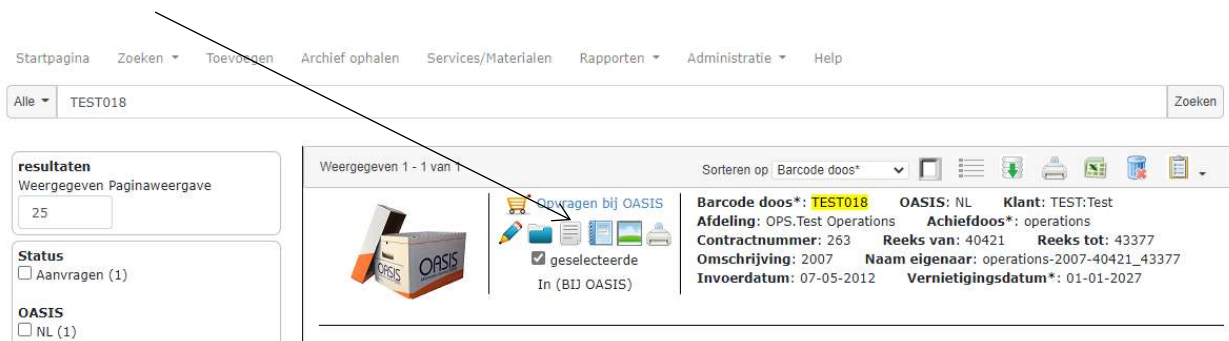 Startpagina Zoeken Toevoegen Archief ophalen Services/Materialen Rapporten Administratie Help
Alle TEST018 Zoeken
resultaten
Weergegeven Paginaweergave
25
Status
Aanvragen (1)
OASIS
NL (1)
Weergegeven 1 - 1 van 1
Sorteren op Barcode doos*
OASIS OASIS
Opvragen bij OASIS
geselecteerde
In (BIJ OASIS)
Barcode doos*: TEST018 OASIS: NL Klant: TEST:Test
Afdeling: OPS.Test Operations Achiefdoos*: operations
Contractnummer: 263 Reeks van: 40421 Reeks tot: 43377
Omschrijving: 2007 Naam eigenaar: operations-2007-40421_43377
Invoerdatum: 07-05-2012 Vernietigingsdatum*: 01-01-2027